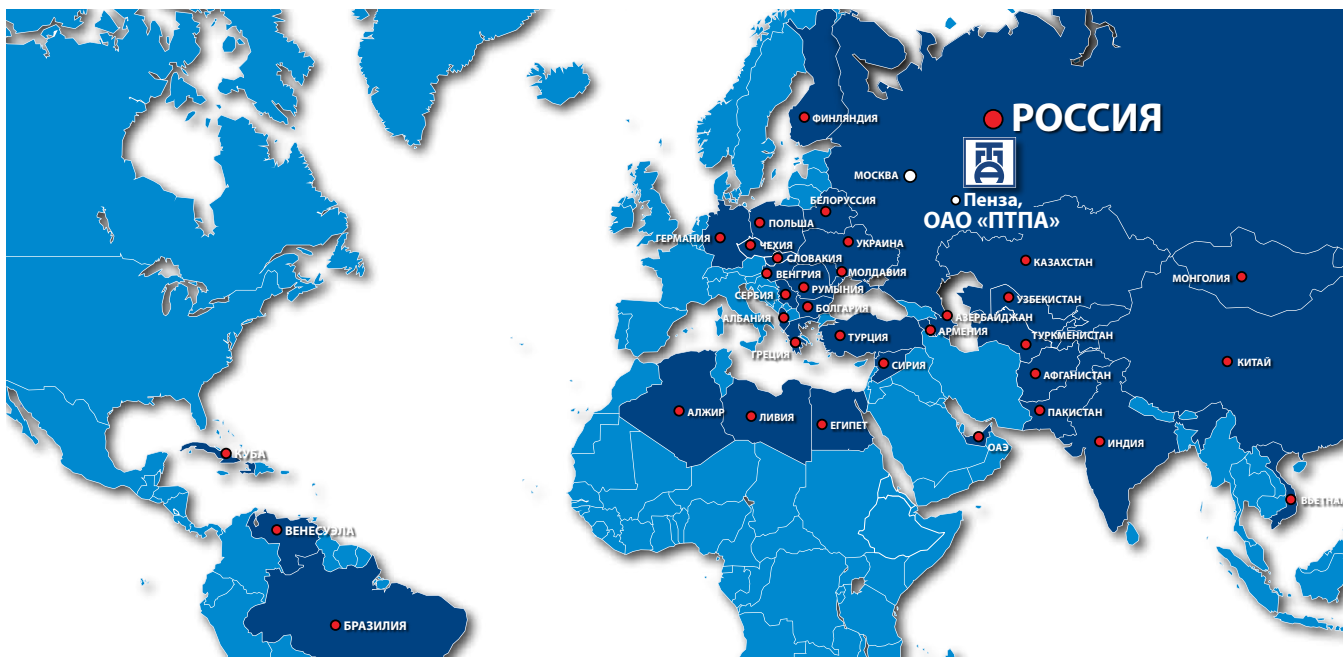 ФИНЛЯНДИЯ
РОССИЯ
МОСКВА
Пенза,
ОАО «ПТПА»
БЕЛОРУССИЯ
ПОЛЬША
ГЕРМАНИЯ
ЧЕХИЯ
УКРАИНА
СЛОВАКИЯ
КАЗАХСТАН
ВЕНГРИЯ
МОЛДАВИЯ
МОНГОЛИЯ
РУМЫНИЯ
СЕРБИЯ
УЗБЕКИСТАН
БОЛГАРИЯ
АЛБАНИЯ
АЗЕРБАЙДЖАН
АРМЕНИЯ
ТУРЦИЯ
ТУРКМЕНИСТАН
ГРЕЦИЯ
СИРИЯ
КИТАЙ
АФГАНИСТАН
АЛЖИР
ЛИВИЯ
ЕГИПЕТ
ПАКИСТАН
ИНДИЯ
ОАЭ
КУБА
ВЬЕТНАМ
ВЕНЕСУЭЛА
БРАЗИЛИЯ